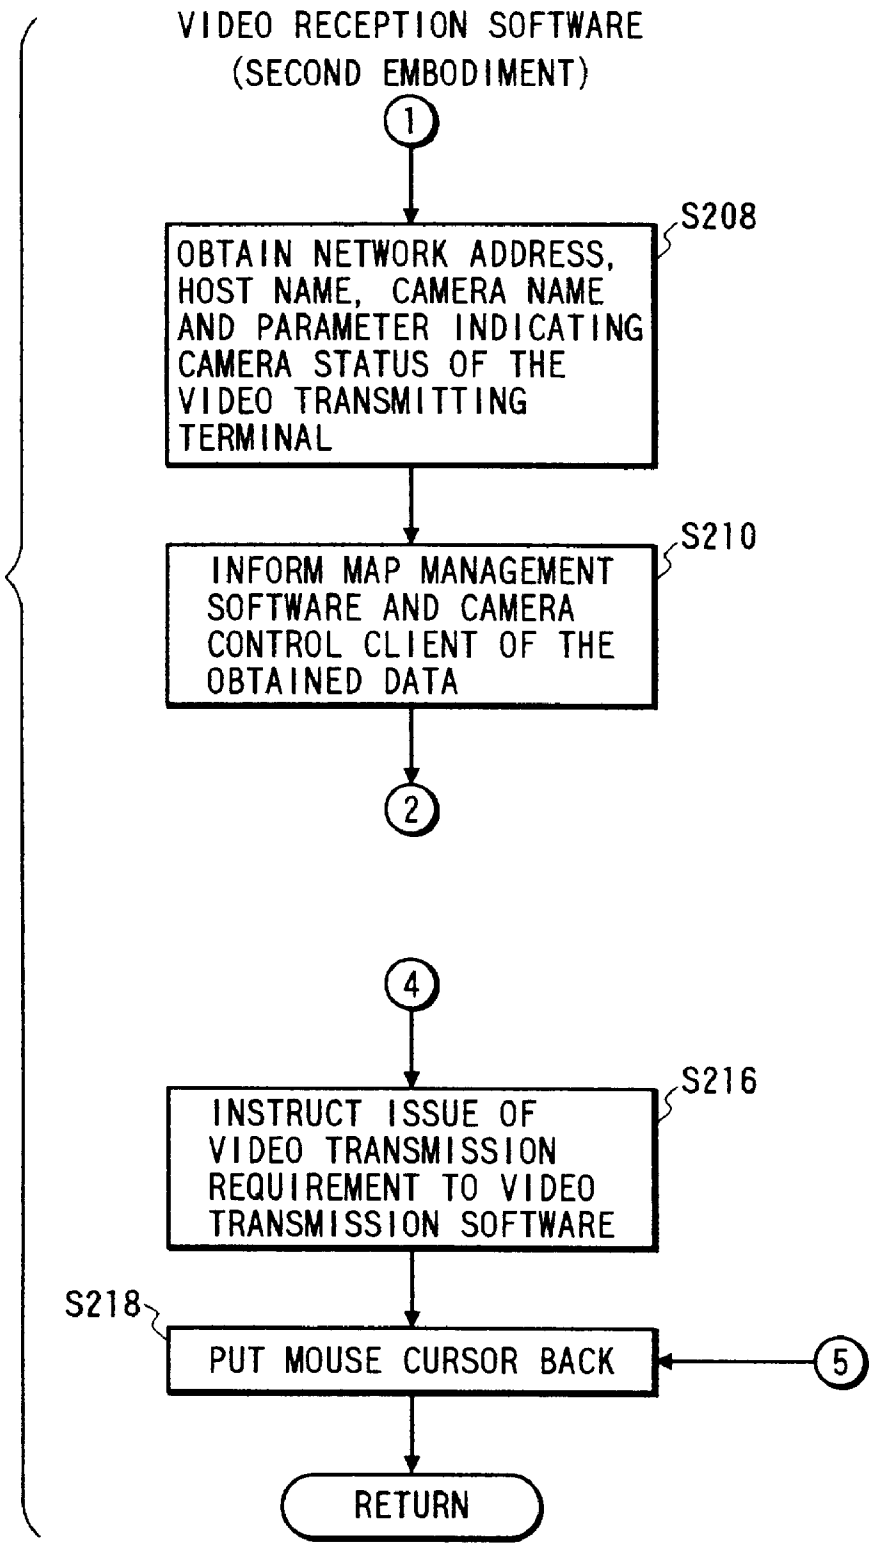 VIDEO RECEPTION SOFTWARE
(SECOND EMBODIMENT)
1
S208
OBTAIN NETWORK ADDRESS,
HOST NAME, CAMERA NAME
AND PARAMETER INDICATING
CAMERA STATUS OF THE
VIDEO TRANSMITTING
TERMINAL
S210
INFORM MAP MANAGEMENT
SOFTWARE AND CAMERA
CONTROL CLIENT OF THE
OBTAINED DATA
2
4
S216
INSTRUCT ISSUE OF
VIDEO TRANSMISSION
REQUIREMENT TO VIDEO
TRANSMISSION SOFTWARE
S218
PUT MOUSE CURSOR BACK
5
RETURN